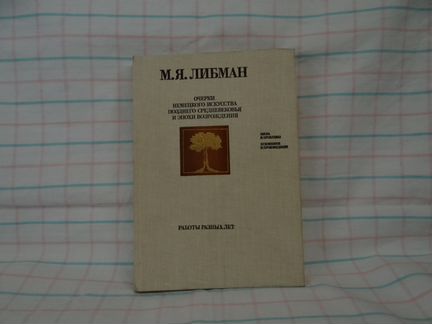 М.Я. ЛИБМАН
ОЧЕРКИ
НЕМЕЦКОГО ИСКУССТВА
ПОЗДНЕГО СРЕДНЕВЕКОВЬЯ
И ЭПОХИ ВОЗРОЖДЕНИЯ
РАБОТЫ РАЗНЫХ ЛЕТ